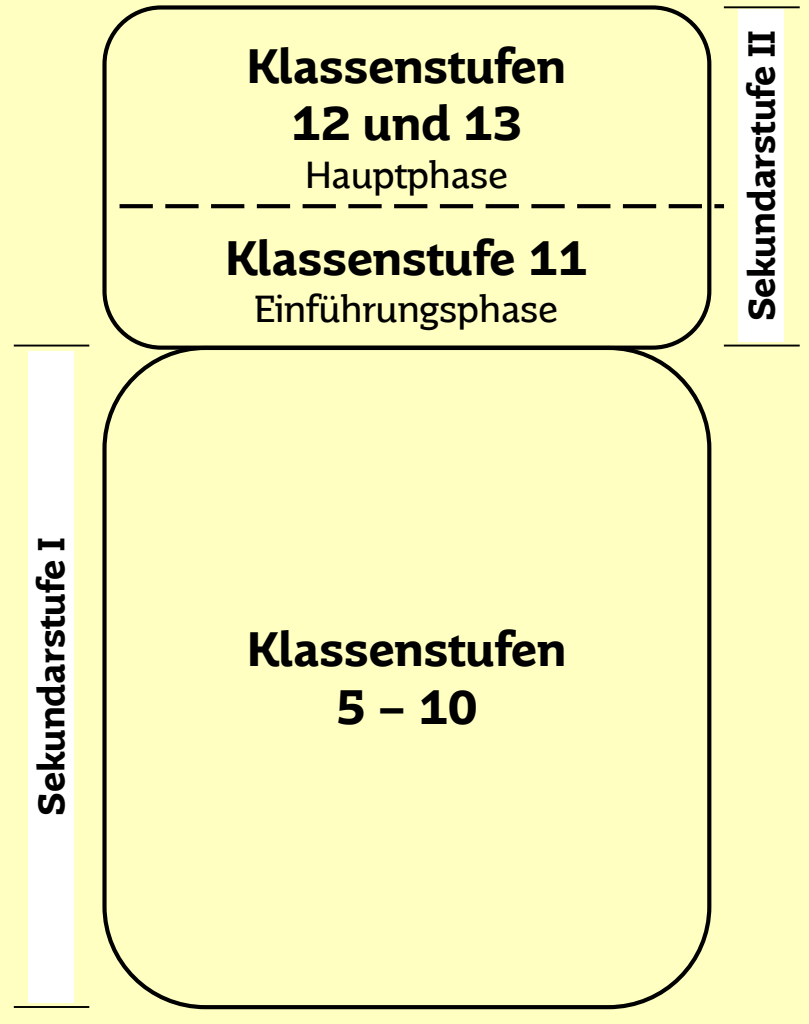 Klassenstufen
12 und 13
Hauptphase
Klassenstufe 11
Einführungsphase
Sekundarstufe II
Klassenstufen
5 – 10
Sekundarstufe I